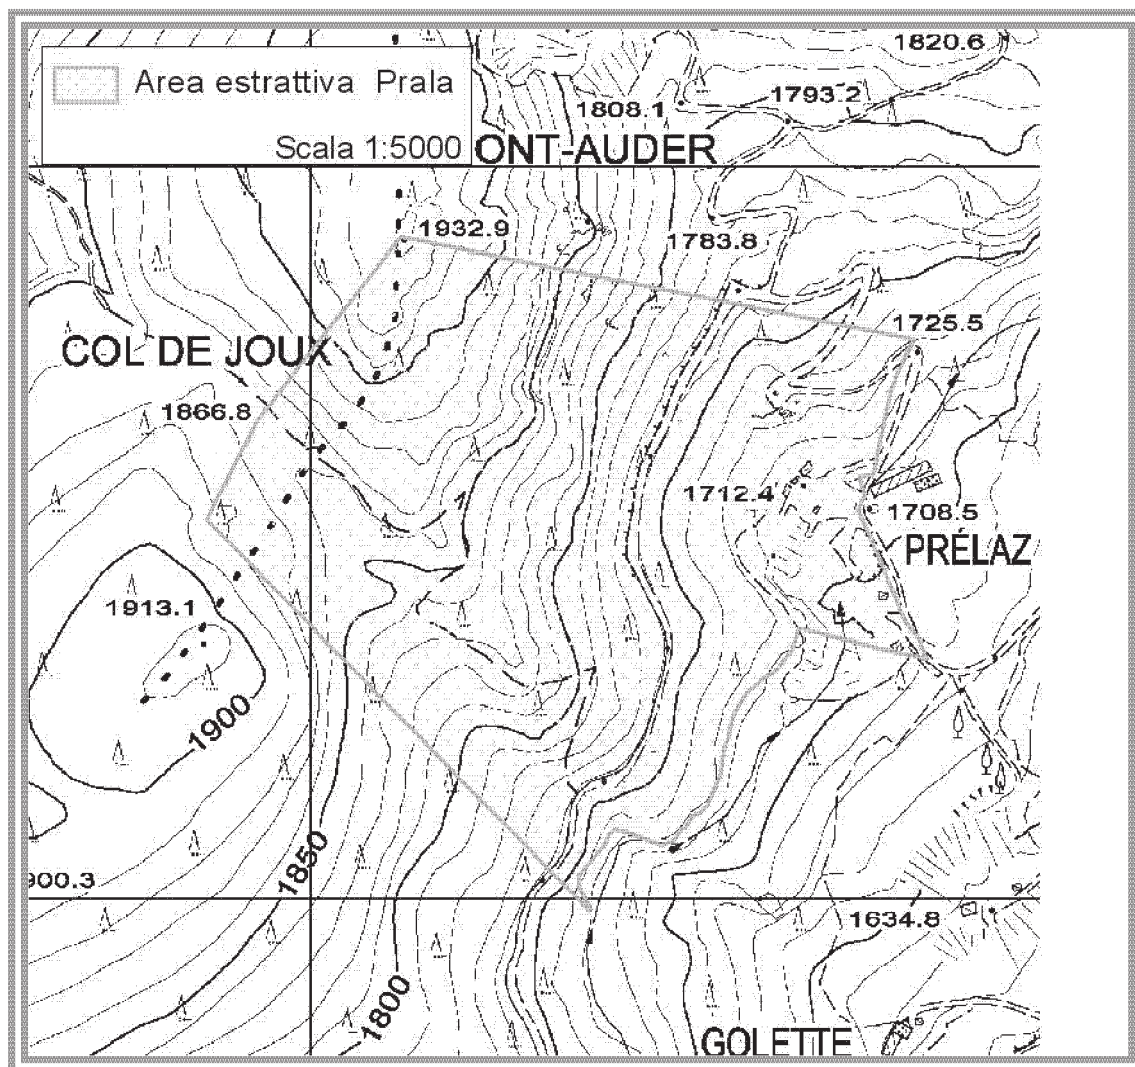 1820.6
Area estrattiva Prala
1793.2
1808.1
Scala 1:5000
ONT-AUDER
1932.9
1783.8
1725.5
COL DE JOUX
1866.8
1712.4
1708.5
PRÉLAZ
1913.1
1900
1850
900.3
1634.8
1800
GOLETTE